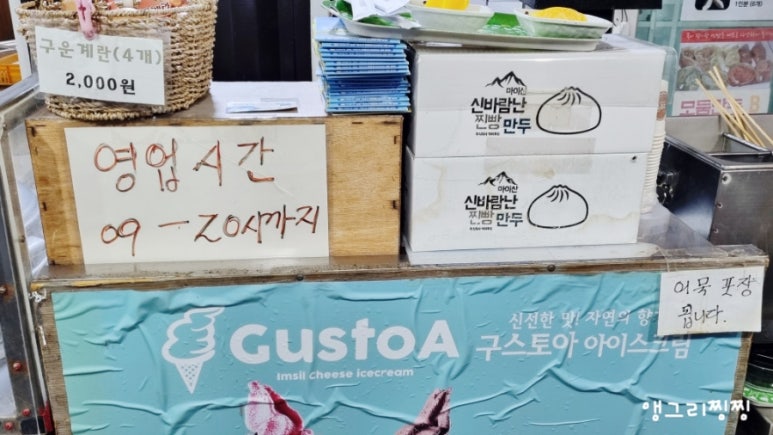 구운계란(4개)
2,000원
영업시간
09-20시까지
마이산
신바람난
찐빵
만두
마이산
신바람난
찐빵
만두
어묵 포장
됩니다.
신선한 맛! 자연의 향
GustoA
구스토아 아이스크림
Imsil Cheese icecream
앵그리찡찡